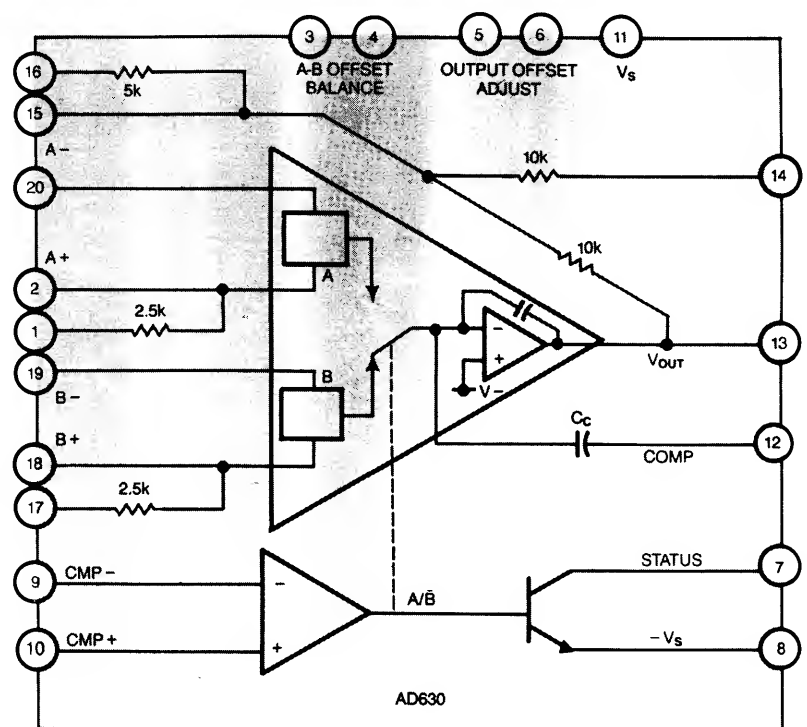 3 4 5 6 11
16 A-B OFFSET OUTPUT OFFSET VS
5k BALANCE ADJUST
15
A- 10k 14
20
A+ 10k
2 A
2.5k
1 -
13
19 B + VOUT
B- V-
B+ CC 12
18 COMP
2.5k
17
STATUS 7
9 CMP- -
A/B̄
10 CMP+ + -VS 8
AD630